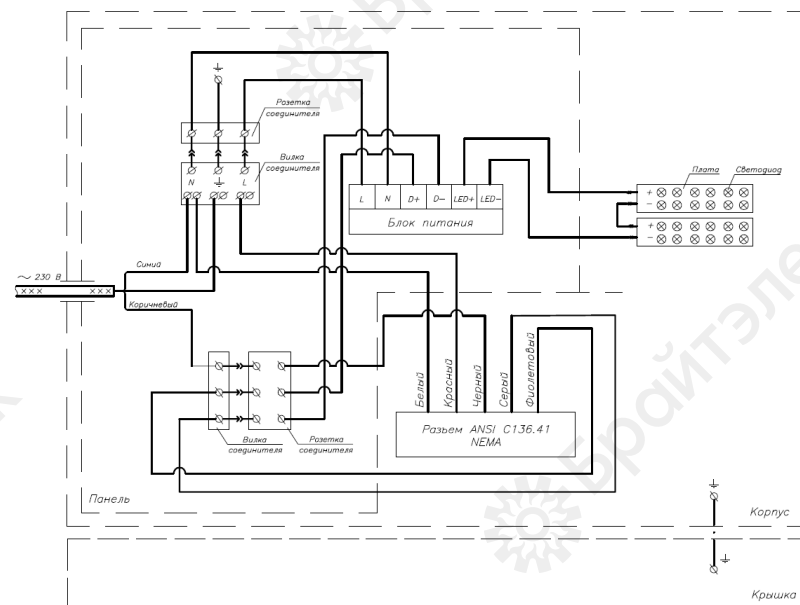 Розетка
соединителя
Вилка
соединителя
N
L
L
N
D+
D−
LED+
LED−
Блок питания
Плата
Светодиод
+
−
+
−
Синий
~ 230 В
Коричневый
Белый
Красный
Черный
Серый
Фиолетовый
Разъем ANSI C136.41
NEMA
Вилка
соединителя
Розетка
соединителя
Панель
Корпус
Крышка
Брайтэлек